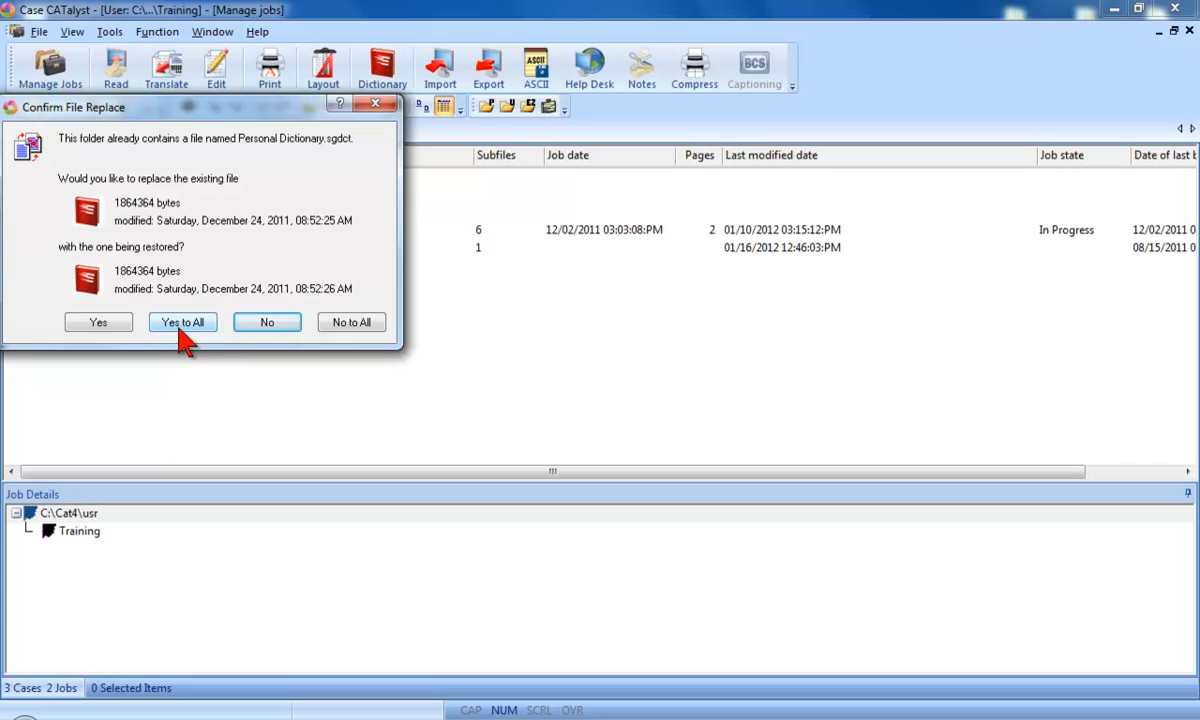 Case CATalyst - [User: C:\...\Training] - [Manage jobs]
File View Tools Function Window Help
Manage Jobs Read Translate Edit Print Layout Dictionary Import Export ASCII Help Desk Notes Compress Captioning
ASCII
BCS
Confirm File Replace
This folder already contains a file named Personal Dictionary.sgdct.
Would you like to replace the existing file
1864364 bytes
modified: Saturday, December 24, 2011, 08:52:25 AM
with the one being restored?
1864364 bytes
modified: Saturday, December 24, 2011, 08:52:26 AM
Yes Yes to All No No to All
Subfiles Job date Pages Last modified date Job state Date of last b
6 12/02/2011 03:03:08:PM 2 01/10/2012 03:15:12:PM In Progress 12/02/2011 0
1 01/16/2012 12:46:03:PM 08/15/2011 0
Job Details
C:\Cat4\usr
Training
3 Cases 2 Jobs 0 Selected Items
CAP NUM SCRL OVR